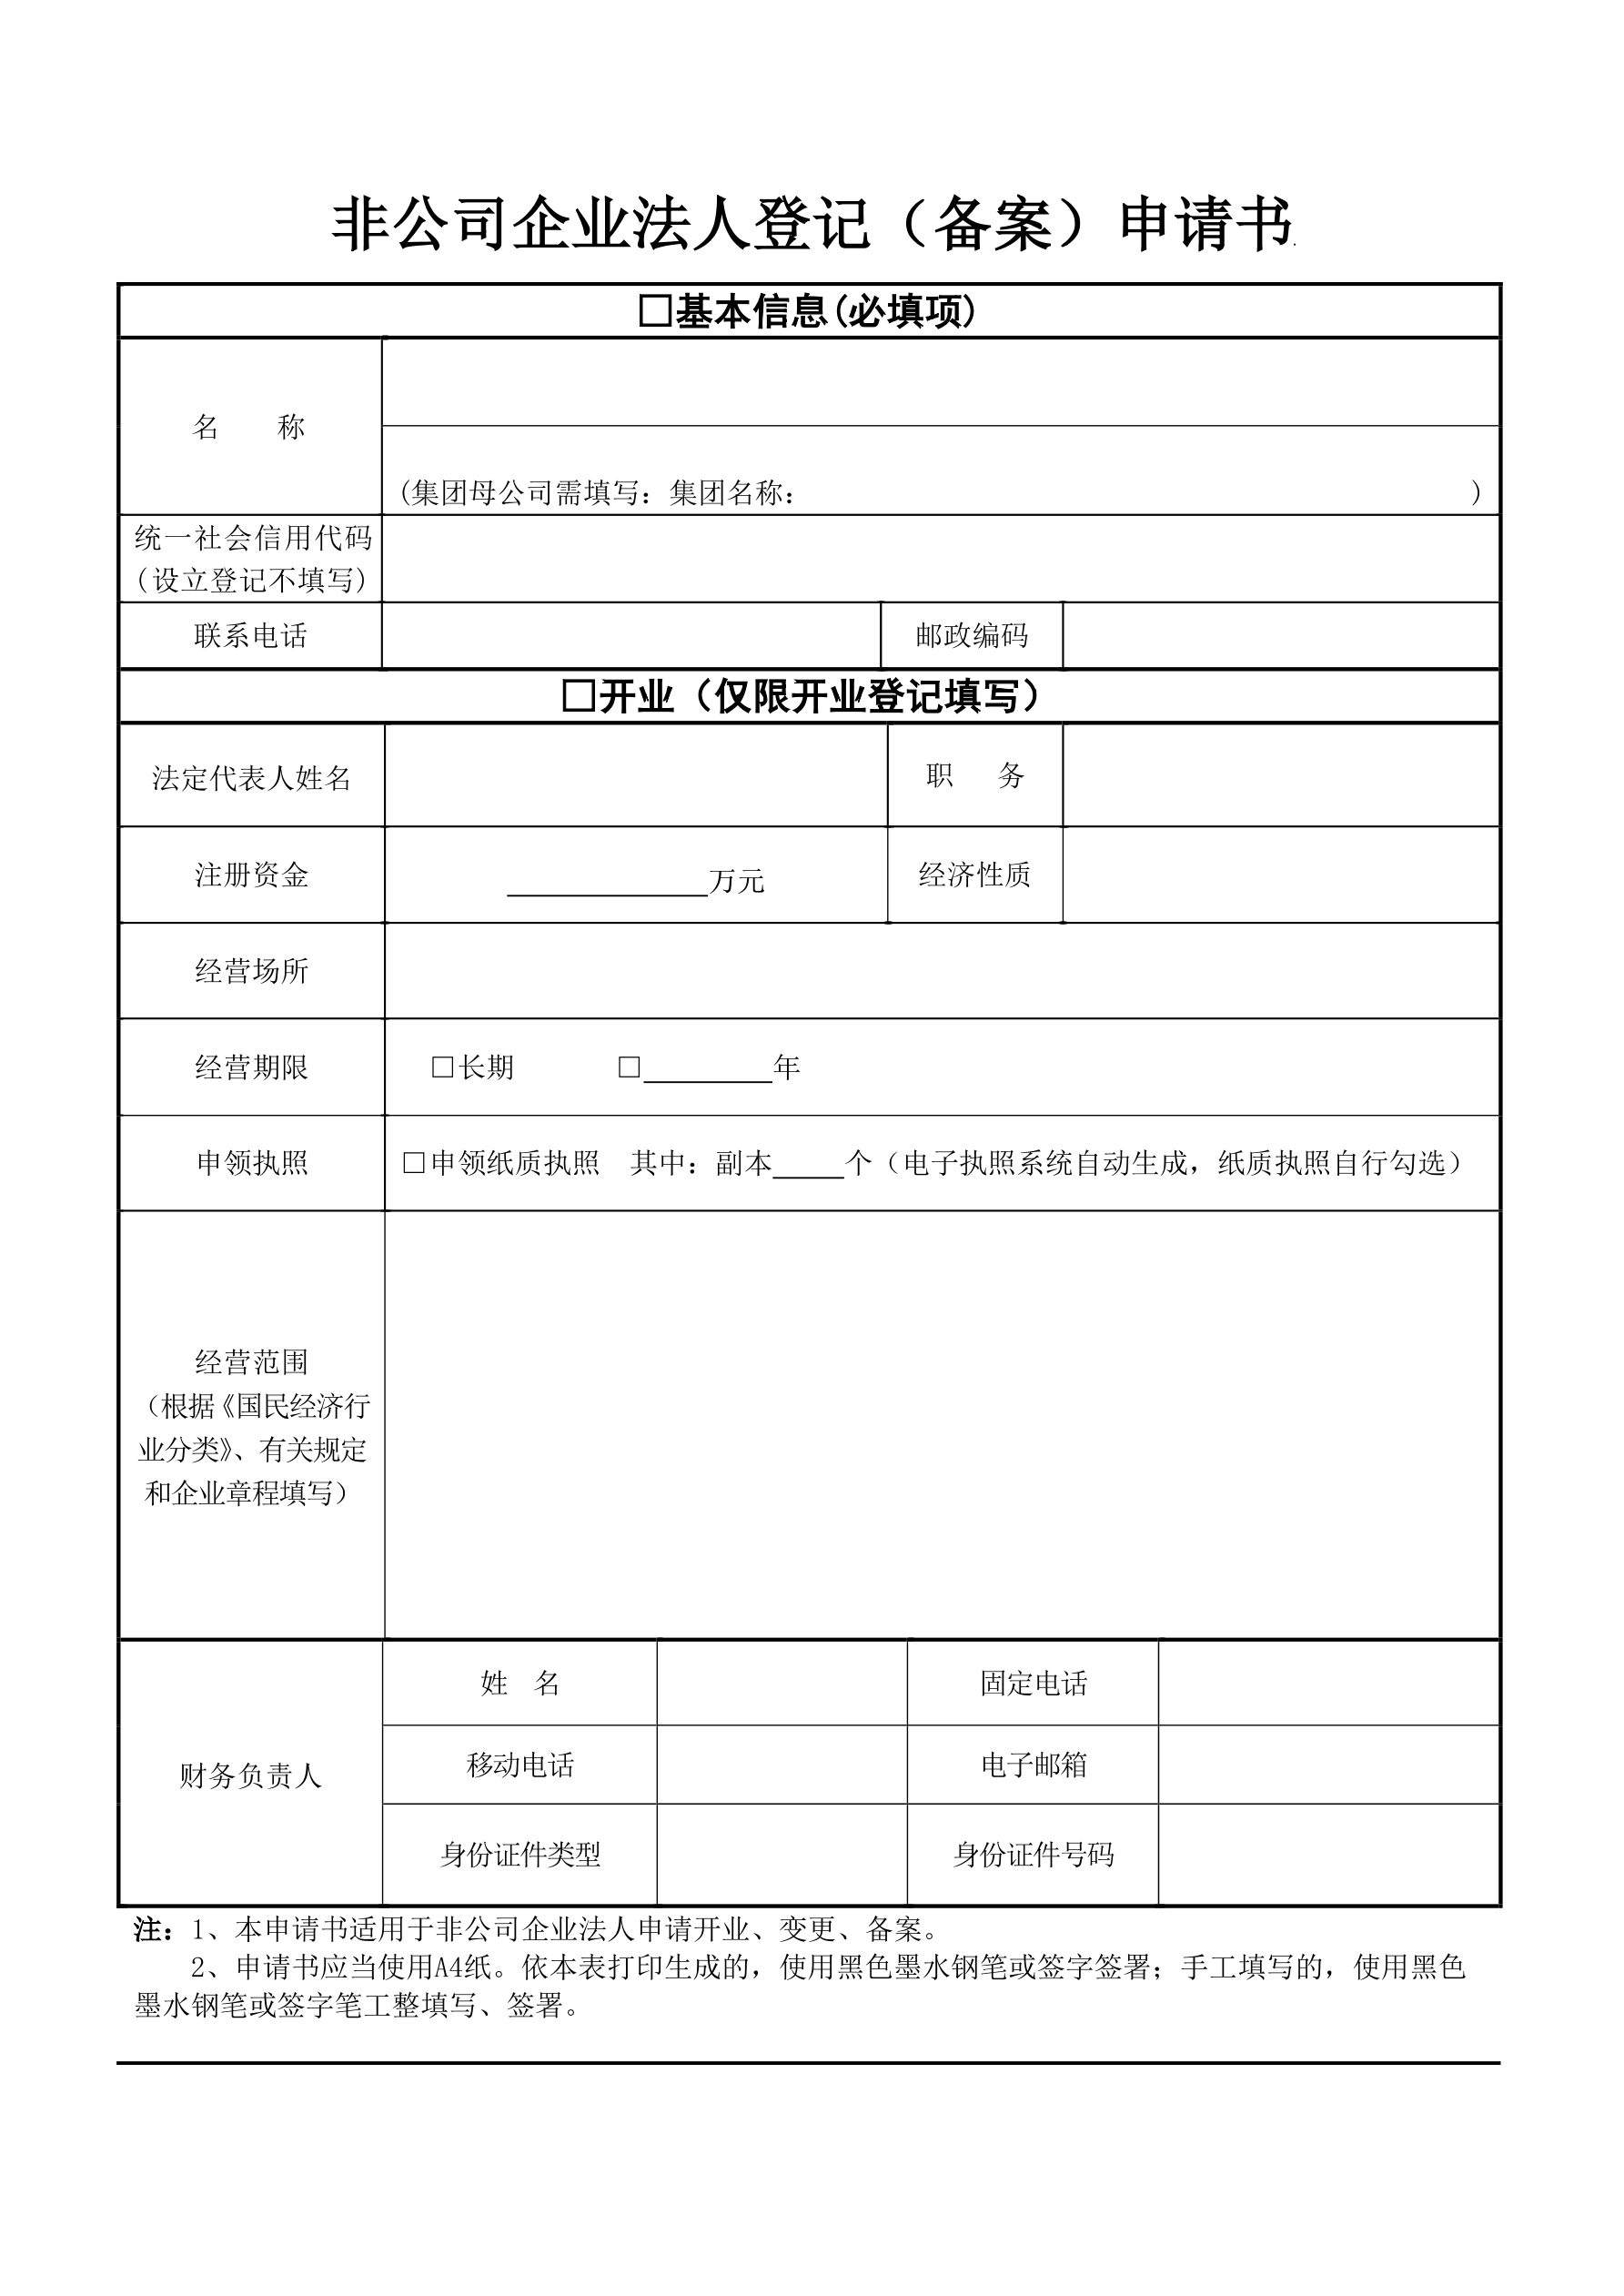 非公司企业法人登记（备案）申请书
□基本信息(必填项)
名　　称
(集团母公司需填写：集团名称：　　　　　　　　　　)
统一社会信用代码
（设立登记不填写）
联系电话　　邮政编码
□开业（仅限开业登记填写）
法定代表人姓名　　职　务
注册资金　　_______万元　　经济性质
经营场所
经营期限　　□长期　　□_____年
申领执照　　□申领纸质执照　其中：副本___个（电子执照系统自动生成，纸质执照自行勾选）
经营范围
（根据《国民经济行
业分类》、有关规定
和企业章程填写）
财务负责人
姓　名　　固定电话
移动电话　　电子邮箱
身份证件类型　　身份证件号码
注：1、本申请书适用于非公司企业法人申请开业、变更、备案。
2、申请书应当使用A4纸。依本表打印生成的，使用黑色墨水钢笔或签字签署；手工填写的，使用黑色
墨水钢笔或签字笔工整填写、签署。